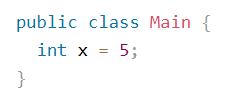 public class Main {
  int x = 5;
}